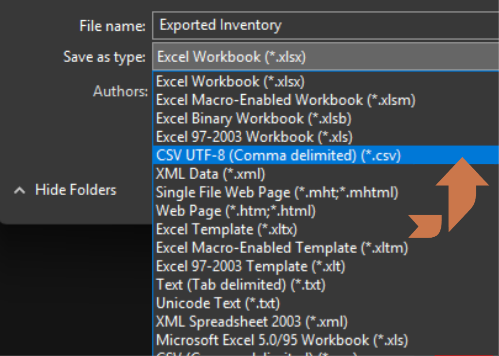 File name: Exported Inventory
Save as type: Excel Workbook (*.xlsx)
Excel Workbook (*.xlsx)
Authors:
Excel Macro-Enabled Workbook (*.xlsm)
Excel Binary Workbook (*.xlsb)
Excel 97-2003 Workbook (*.xls)
CSV UTF-8 (Comma delimited) (*.csv)
XML Data (*.xml)
Hide Folders
Single File Web Page (*.mht;*.mhtml)
Web Page (*.htm;*.html)
Excel Template (*.xltx)
Excel Macro-Enabled Template (*.xltm)
Excel 97-2003 Template (*.xlt)
Text (Tab delimited) (*.txt)
Unicode Text (*.txt)
XML Spreadsheet 2003 (*.xml)
Microsoft Excel 5.0/95 Workbook (*.xls)
CSV (Comma delimited) (*.csv)